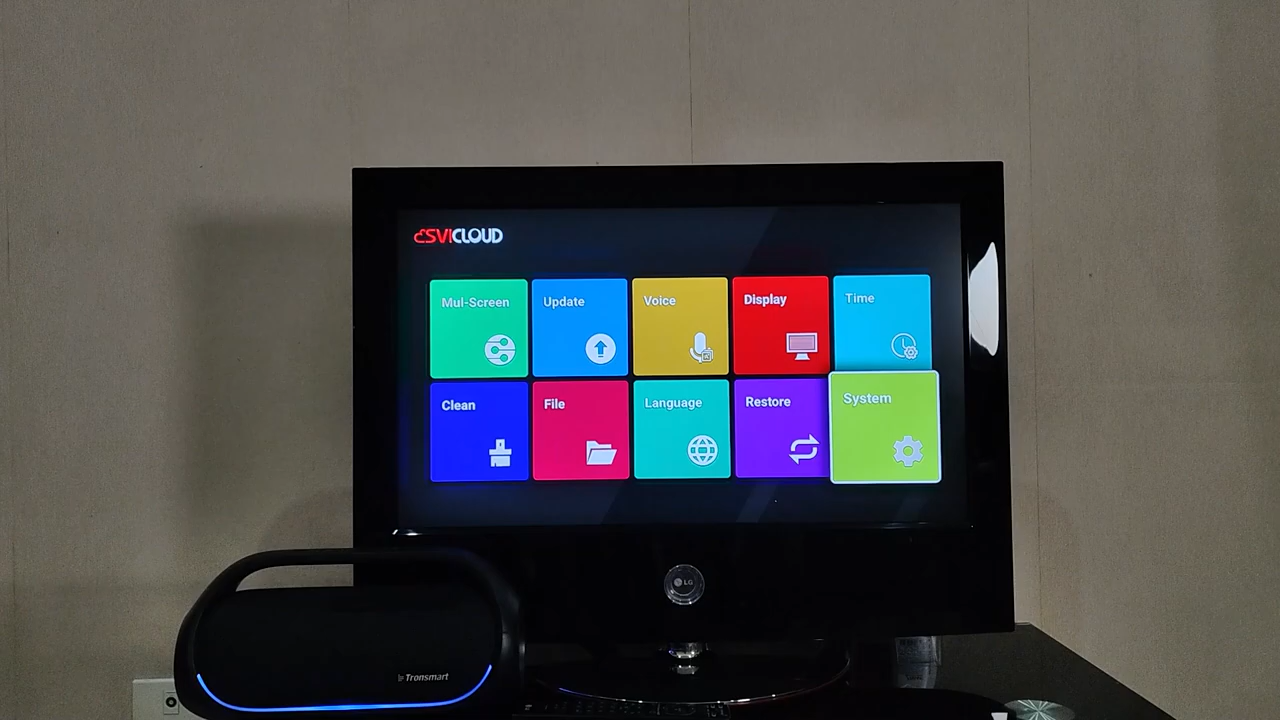 SVICLOUD
Mul-Screen
Update
Voice
Display
Time
Clean
File
Language
Restore
System
LG
Tronsmart